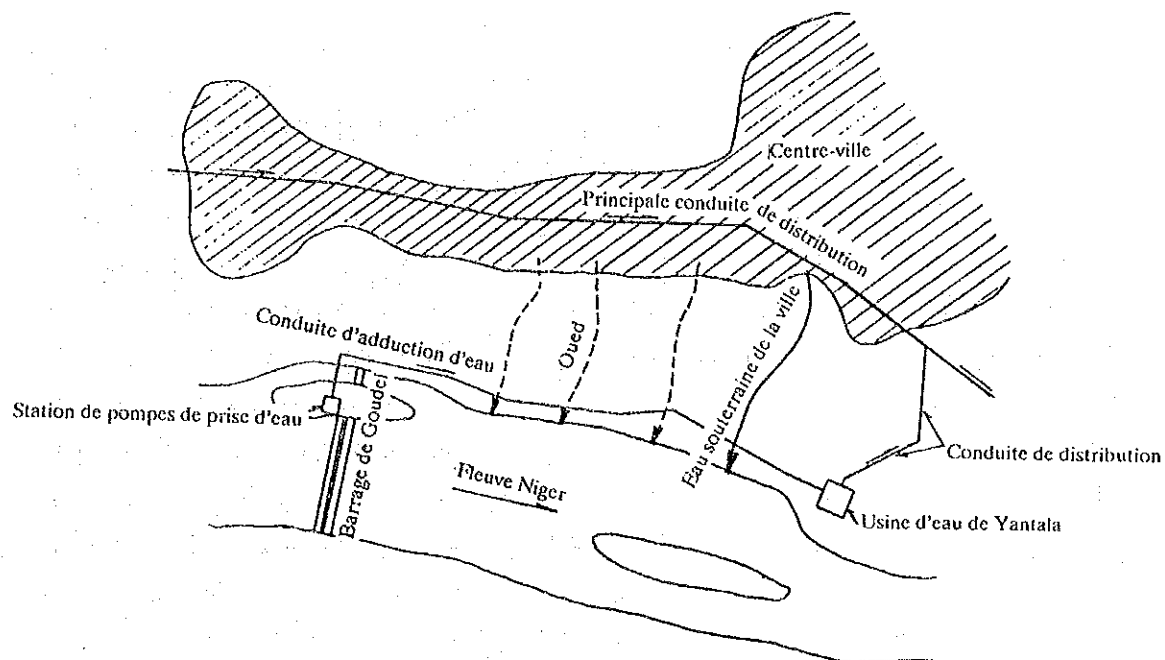 Centre-ville
Principale conduite de distribution
Conduite d'adduction d'eau
Oued
Eau souterraine de la ville
Station de pompes de prise d'eau
Barrage de Goudel
Fleuve Niger
Conduite de distribution
Usine d'eau de Yantala